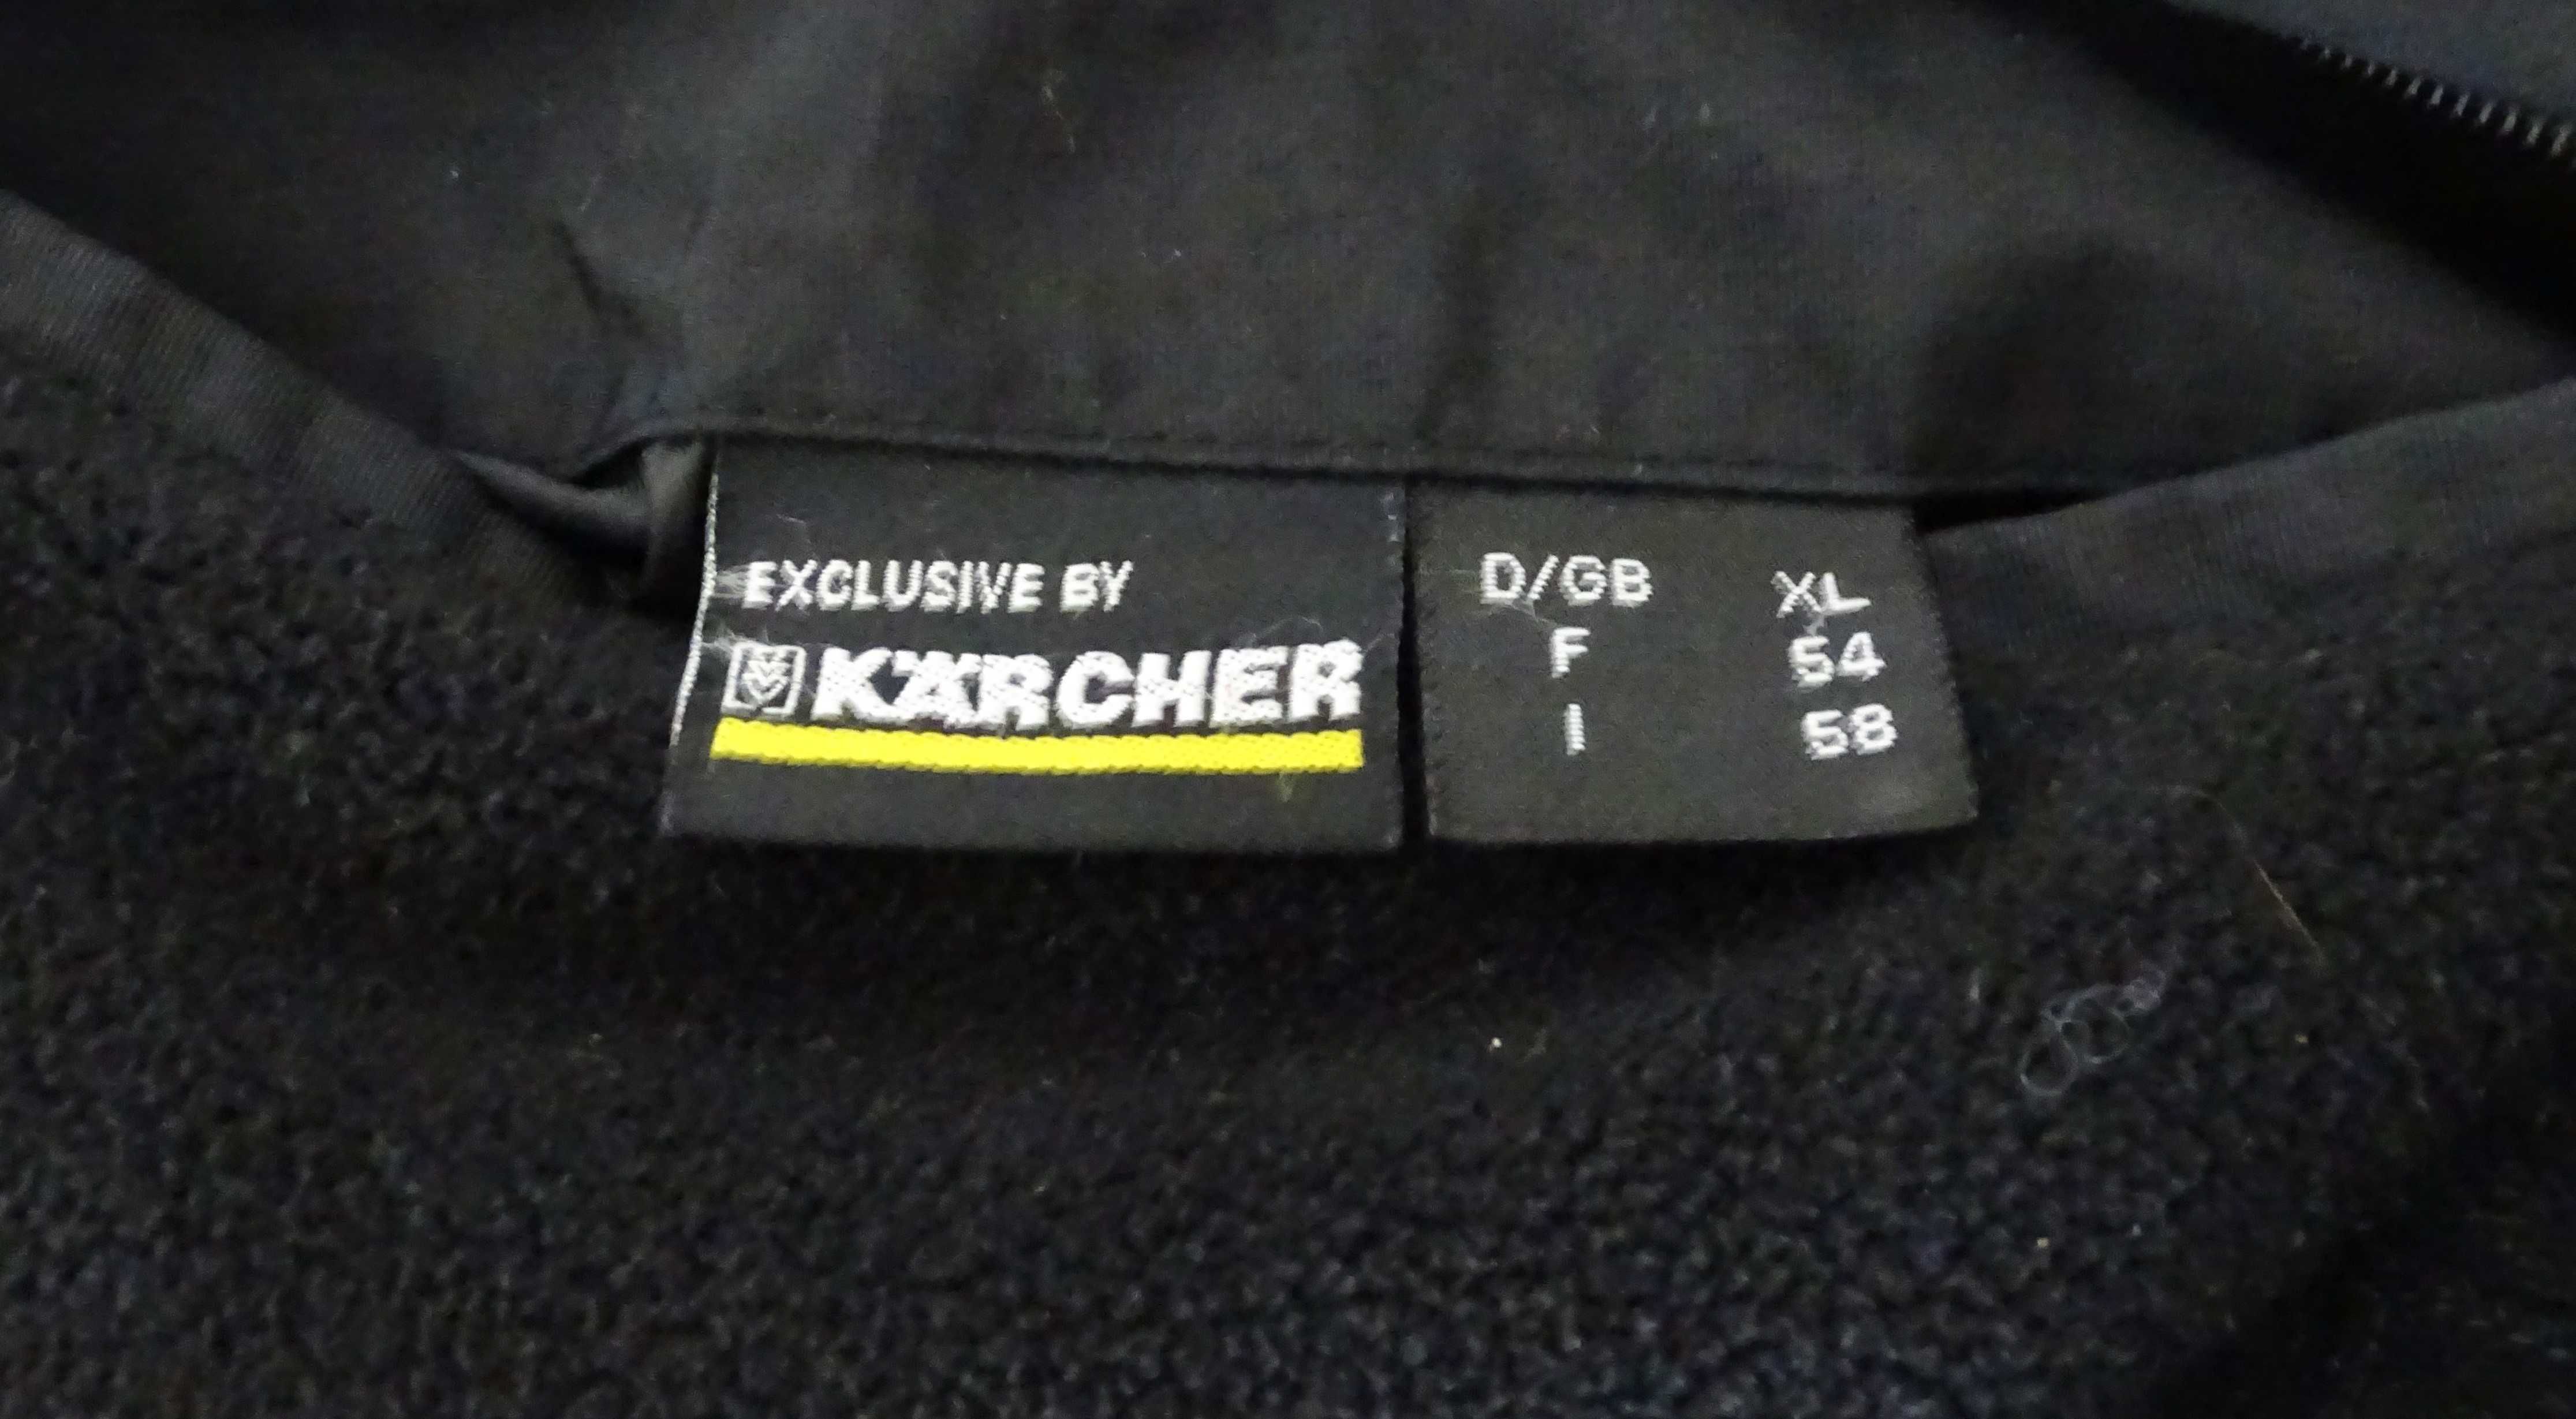 EXCLUSIVE BY
KÄRCHER
D/GB XL
F 54
I 58